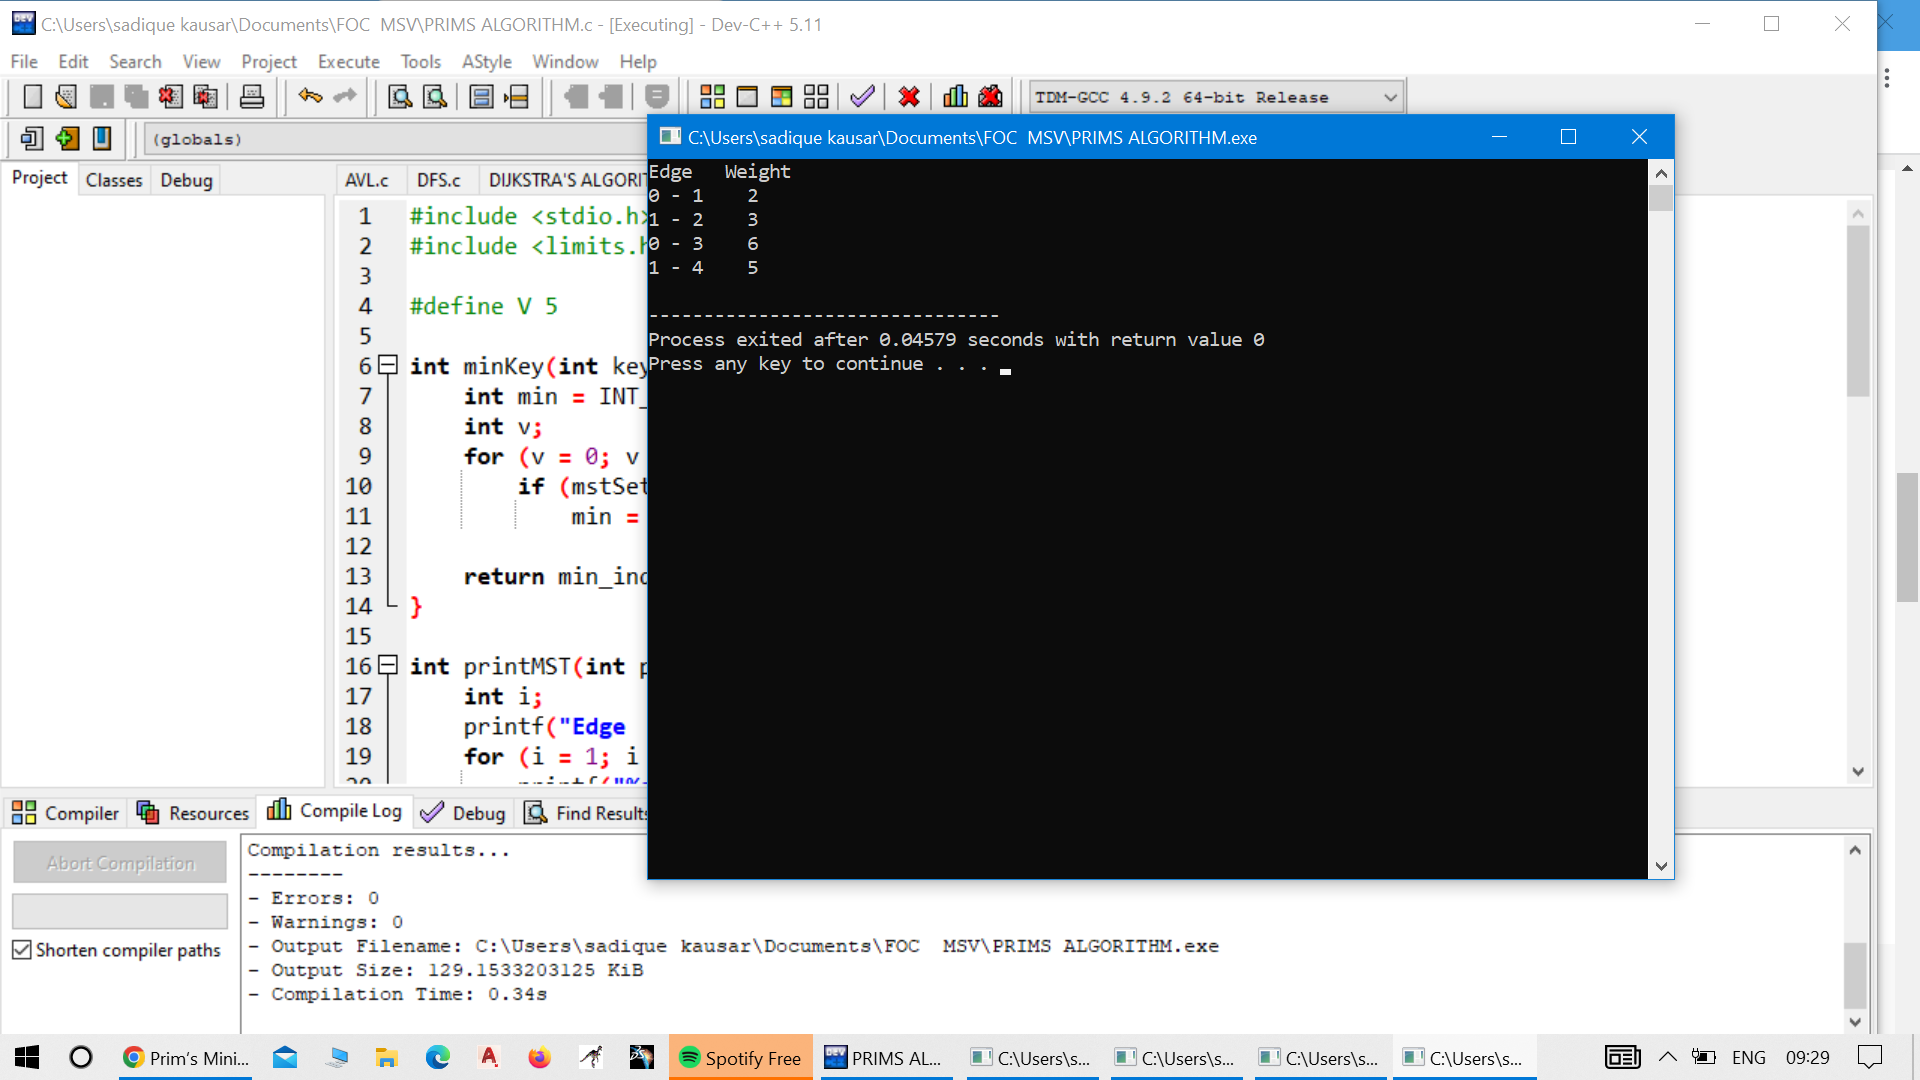 C:\Users\sadique kausar\Documents\FOC  MSV\PRIMS ALGORITHM.c - [Executing] - Dev-C++ 5.11
File Edit Search View Project Execute Tools AStyle Window Help
TDM-GCC 4.9.2 64-bit Release
(globals)
Project Classes Debug
AVL.c DFS.c DIJKSTRA'S ALGORI
1 #include <stdio.h>
2 #include <limits.h
3
4 #define V 5
5
6 int minKey(int key
7 int min = INT_
8 int v;
9 for (v = 0; v
10 if (mstSet
11 min =
12
13 return min_ind
14 }
15
16 int printMST(int p
17 int i;
18 printf("Edge
19 for (i = 1; i
20 printf("%
C:\Users\sadique kausar\Documents\FOC  MSV\PRIMS ALGORITHM.exe
Edge   Weight
0 - 1    2
1 - 2    3
0 - 3    6
1 - 4    5
--------------------------------
Process exited after 0.04579 seconds with return value 0
Press any key to continue . . .
Compiler Resources Compile Log Debug Find Results
Abort Compilation
Shorten compiler paths
Compilation results...
--------
- Errors: 0
- Warnings: 0
- Output Filename: C:\Users\sadique kausar\Documents\FOC  MSV\PRIMS ALGORITHM.exe
- Output Size: 129.1533203125 KiB
- Compilation Time: 0.34s
Prim's Mini... Spotify Free PRIMS AL... C:\Users\s... C:\Users\s... C:\Users\s... C:\Users\s... ENG 09:29